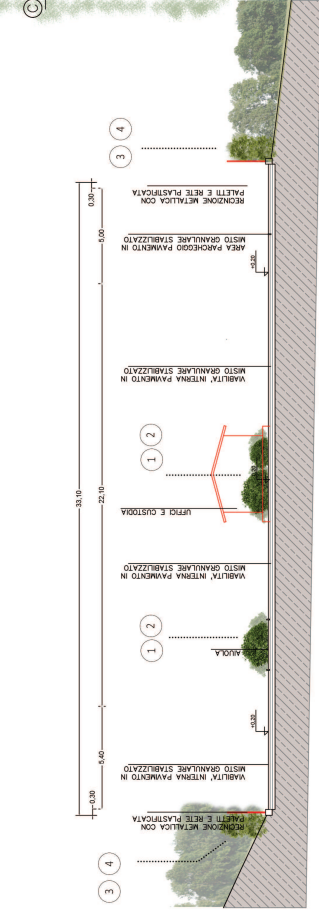 ©
33,10
0,30
5,40
22,10
5,00
0,30
3 4
1 2
1 2
3 4
RECINZIONE METALLICA CON
PALETTI E RETE PLASTIFICATA
VIABILITA' INTERNA PAVIMENTO IN
MISTO GRANULARE STABILIZZATO
+0,20
AIUOLA
VIABILITA' INTERNA PAVIMENTO IN
MISTO GRANULARE STABILIZZATO
UFFICI E CUSTODIA
VIABILITA' INTERNA PAVIMENTO IN
MISTO GRANULARE STABILIZZATO
+0,20
AREA PARCHEGGIO PAVIMENTO IN
MISTO GRANULARE STABILIZZATO
RECINZIONE METALLICA CON
PALETTI E RETE PLASTIFICATA